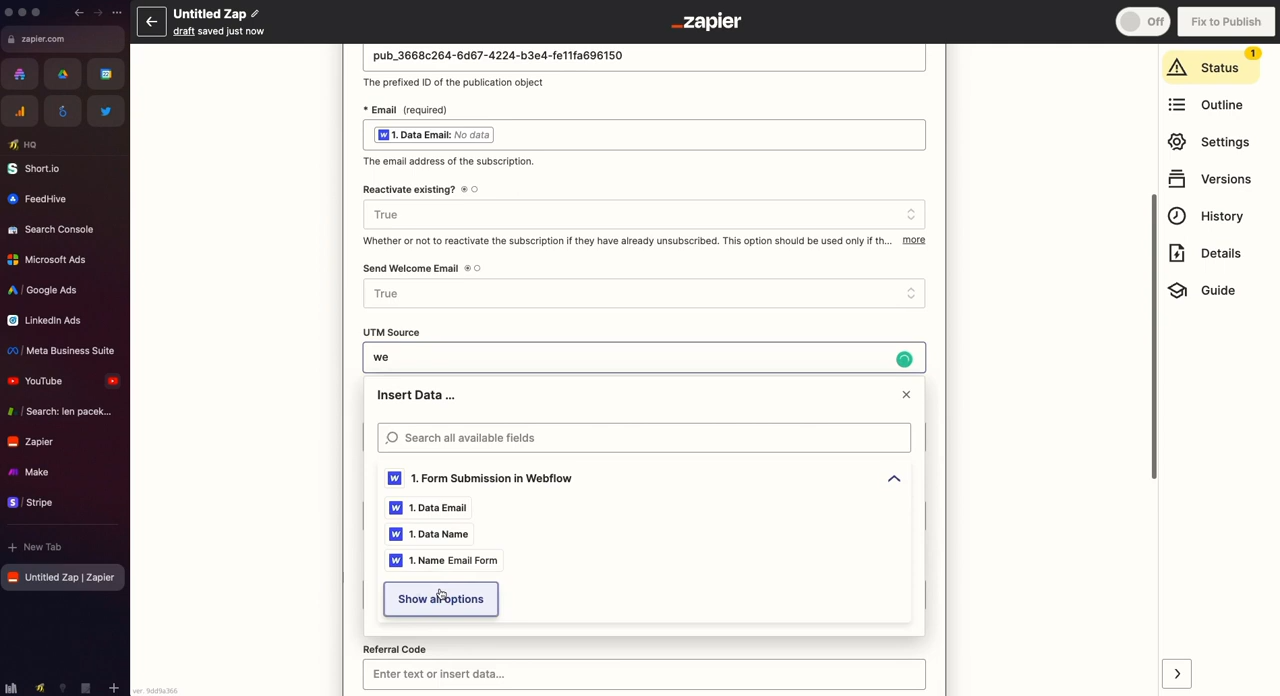 zipier.com
HQ
Short.io
FeedHive
Search Console
Microsoft Ads
/ Google Ads
LinkedIn Ads
/ Meta Business Suite
YouTube
/ Search: len pacek...
Zapier
Make
/ Stripe
+ New Tab
Untitled Zap | Zapier
Untitled Zap
draft saved just now
_zapier
Off
Fix to Publish
pub_3668c264-6d67-4224-b3e4-fe11fa696150
The prefixed ID of the publication object
* Email (required)
1. Data Email: No data
The email address of the subscription.
Reactivate existing?
True
Whether or not to reactivate the subscription if they have already unsubscribed. This option should be used only if th... more
Send Welcome Email
True
UTM Source
we
Insert Data ...
Search all available fields
1. Form Submission in Webflow
1. Data Email
1. Data Name
1. Name Email Form
Show all options
Referral Code
Enter text or insert data...
1
Status
Outline
Settings
Versions
History
Details
Guide
ver. 9dd9a366